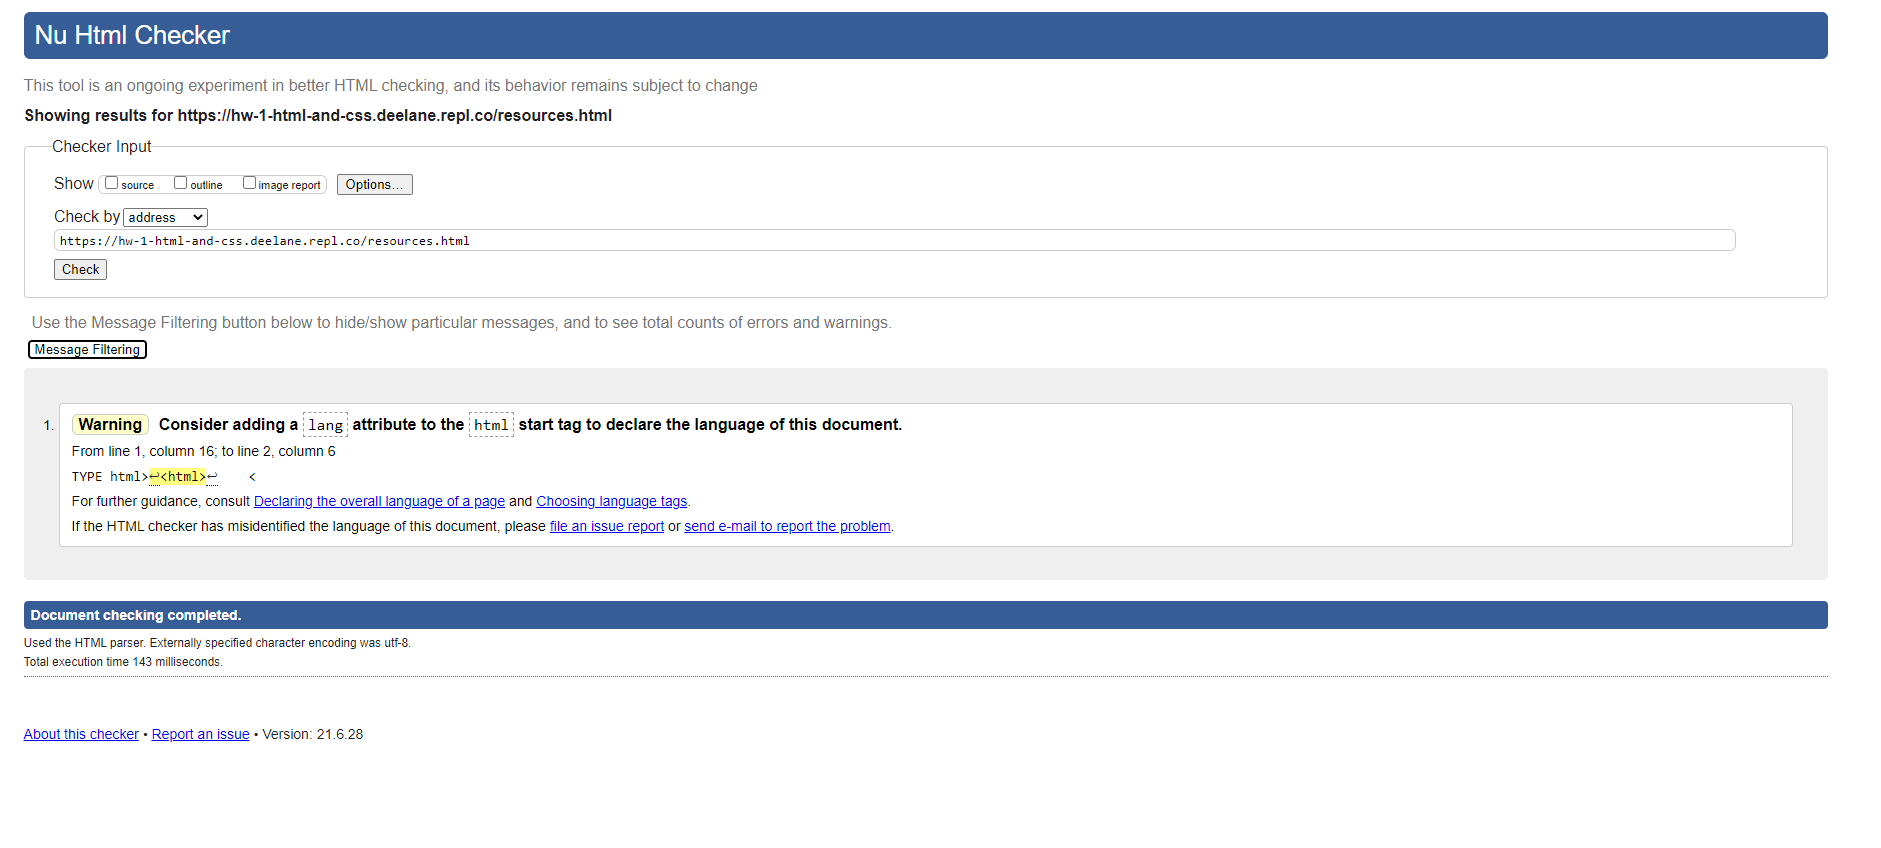 Nu Html Checker
This tool is an ongoing experiment in better HTML checking, and its behavior remains subject to change
Showing results for https://hw-1-html-and-css.deelane.repl.co/resources.html
Checker Input
Show source outline image report Options...
Check by address
https://hw-1-html-and-css.deelane.repl.co/resources.html
Check
Use the Message Filtering button below to hide/show particular messages, and to see total counts of errors and warnings.
Message Filtering
1. Warning Consider adding a lang attribute to the html start tag to declare the language of this document.
From line 1, column 16; to line 2, column 6
TYPE html>↩<html>↩ <
For further guidance, consult Declaring the overall language of a page and Choosing language tags.
If the HTML checker has misidentified the language of this document, please file an issue report or send e-mail to report the problem.
Document checking completed.
Used the HTML parser. Externally specified character encoding was utf-8.
Total execution time 143 milliseconds.
About this checker • Report an issue • Version: 21.6.28